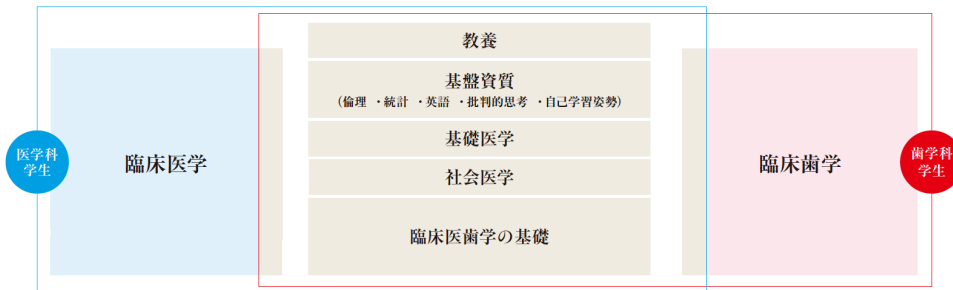 教養
基盤資質
（倫理 ・統計 ・英語 ・批判的思考 ・自己学習姿勢）
基礎医学
社会医学
臨床医歯学の基礎
医学科
学生
臨床医学
臨床歯学
歯学科
学生